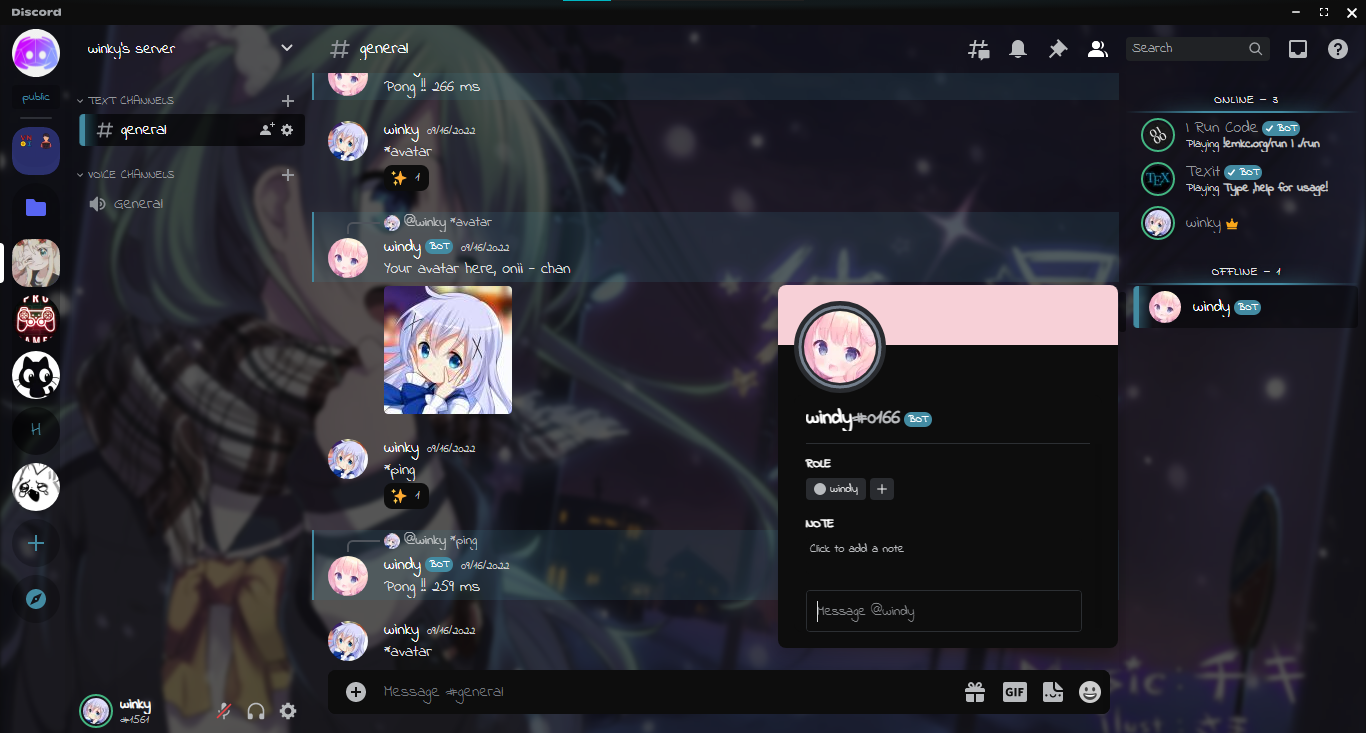 Discord
winky's server
general
Search
public
TEXT CHANNELS
general
VOICE CHANNELS
General
H
Pong !! 266 ms
winky 09/16/2022
*avatar
✨ 1
@winky *avatar
windy BOT 09/16/2022
Your avatar here, onii - chan
winky 09/16/2022
*ping
✨ 1
@winky *ping
windy BOT 09/16/2022
Pong !! 259 ms
winky 09/16/2022
*avatar
Message #general
GIF
winky
#1561
windy#0166 BOT
ROLE
windy
NOTE
Click to add a note
Message @windy
ONLINE - 3
I Run Code ✓ BOT
Playing !emkc.org/run | ./run
TeXit ✓ BOT
TEX
Playing Type ,help for usage!
winky
OFFLINE - 1
windy BOT